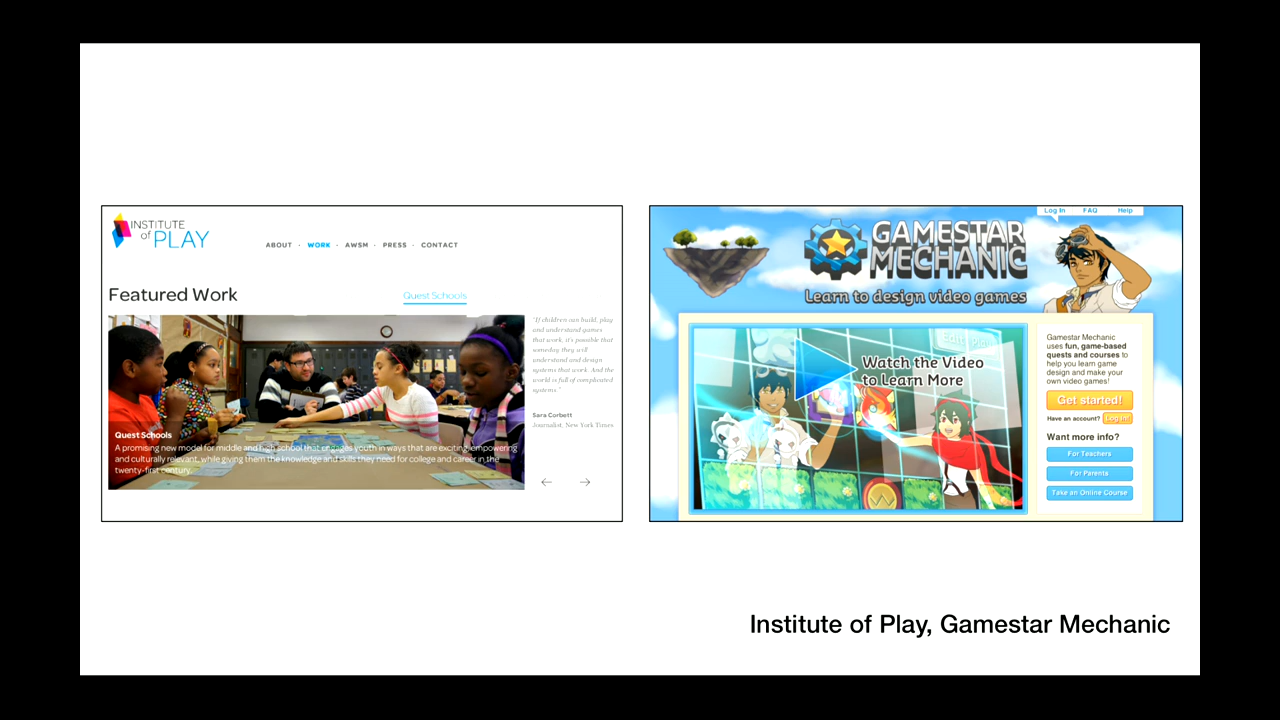 INSTITUTE
of PLAY
ABOUT · WORK · AWSM · PRESS · CONTACT
Featured Work
Quest Schools
"If children can build, play
and understand games
that work, it's possible that
someday they will
understand and design
systems that work. And the
world is full of complicated
systems."
Sara Corbett
Journalist, New York Times
Quest Schools
A promising new model for middle and high school that engages youth in ways that are exciting, empowering
and culturally relevant, while giving them the knowledge and skills they need for college and career in the
twenty-first century.
Log In FAQ Help
GAMESTAR
MECHANIC
Learn to design video games
Watch the Video
to Learn More
Gamestar Mechanic
uses fun, game-based
quests and courses to
help you learn game
design and make your
own video games!
Get started!
Have an account? Log In!
Want more info?
For Teachers
For Parents
Take an Online Course
Institute of Play, Gamestar Mechanic